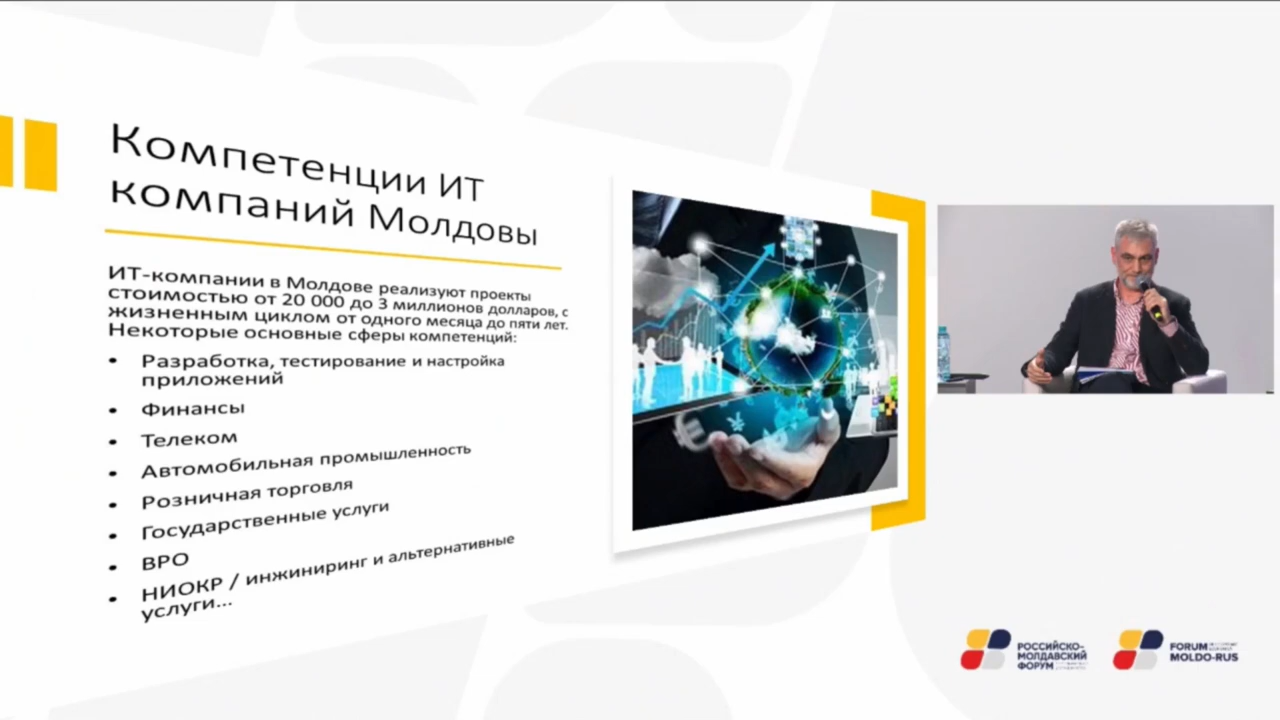 Компетенции ИТ
компаний Молдовы
ИТ-компании в Молдове реализуют проекты
стоимостью от 20 000 до 3 миллионов долларов, с
жизненным циклом от одного месяца до пяти лет.
Некоторые основные сферы компетенций:
• Разработка, тестирование и настройка
приложений
• Финансы
• Телеком
• Автомобильная промышленность
• Розничная торговля
• Государственные услуги
• BPO
• НИОКР / инжиниринг и альтернативные
услуги...
РОССИЙСКО-
МОЛДАВСКИЙ
ФОРУМ
FORUM
MOLDO-RUS